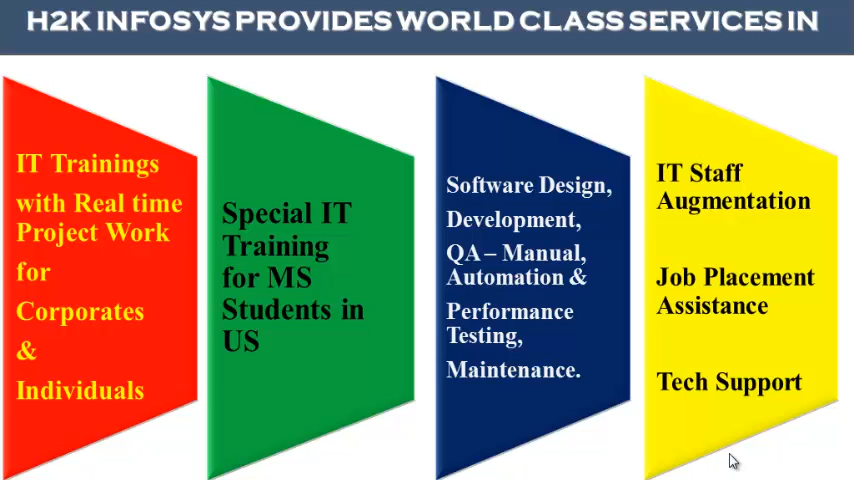 H2K INFOSYS PROVIDES WORLD CLASS SERVICES IN
IT Trainings
with Real time
Project Work
for
Corporates
&
Individuals
Special IT
Training
for MS
Students in
US
Software Design,
Development,
QA – Manual,
Automation &
Performance
Testing,
Maintenance.
IT Staff
Augmentation
Job Placement
Assistance
Tech Support